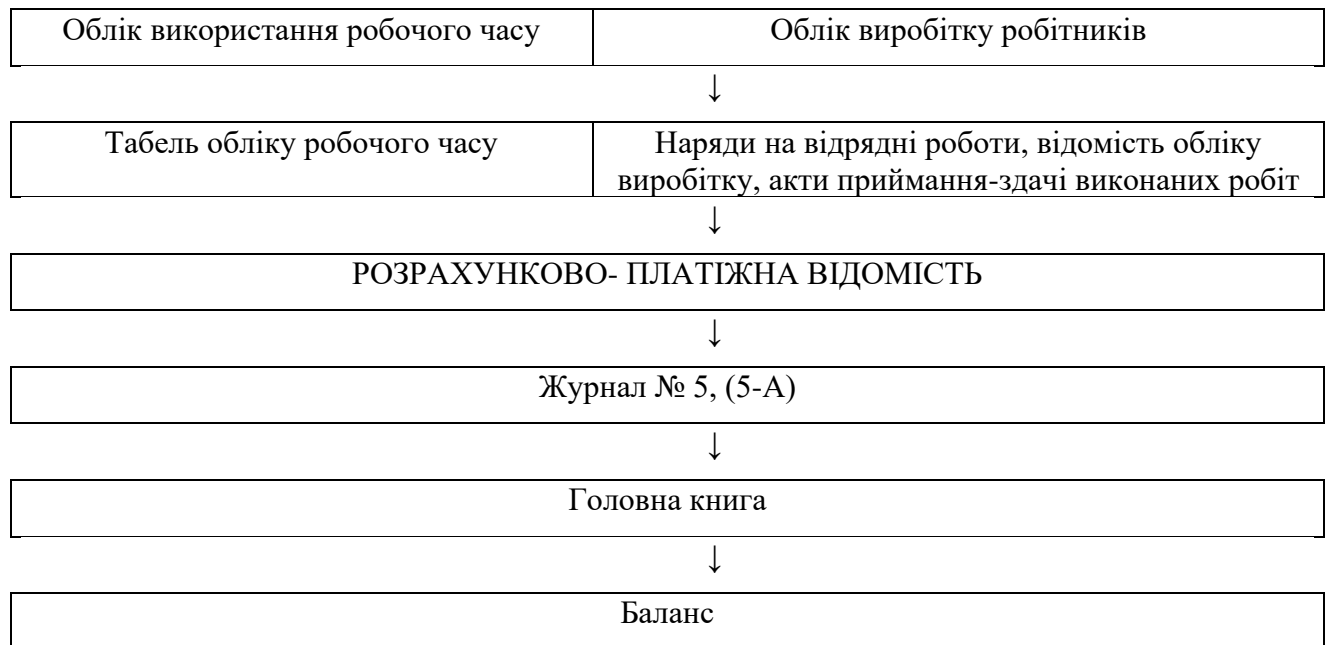 Облік використання робочого часу
Облік виробітку робітників
↓
Табель обліку робочого часу
Наряди на відрядні роботи, відомість обліку
виробітку, акти приймання-здачі виконаних робіт
↓
РОЗРАХУНКОВО- ПЛАТІЖНА ВІДОМІСТЬ
↓
Журнал № 5, (5-А)
↓
Головна книга
↓
Баланс